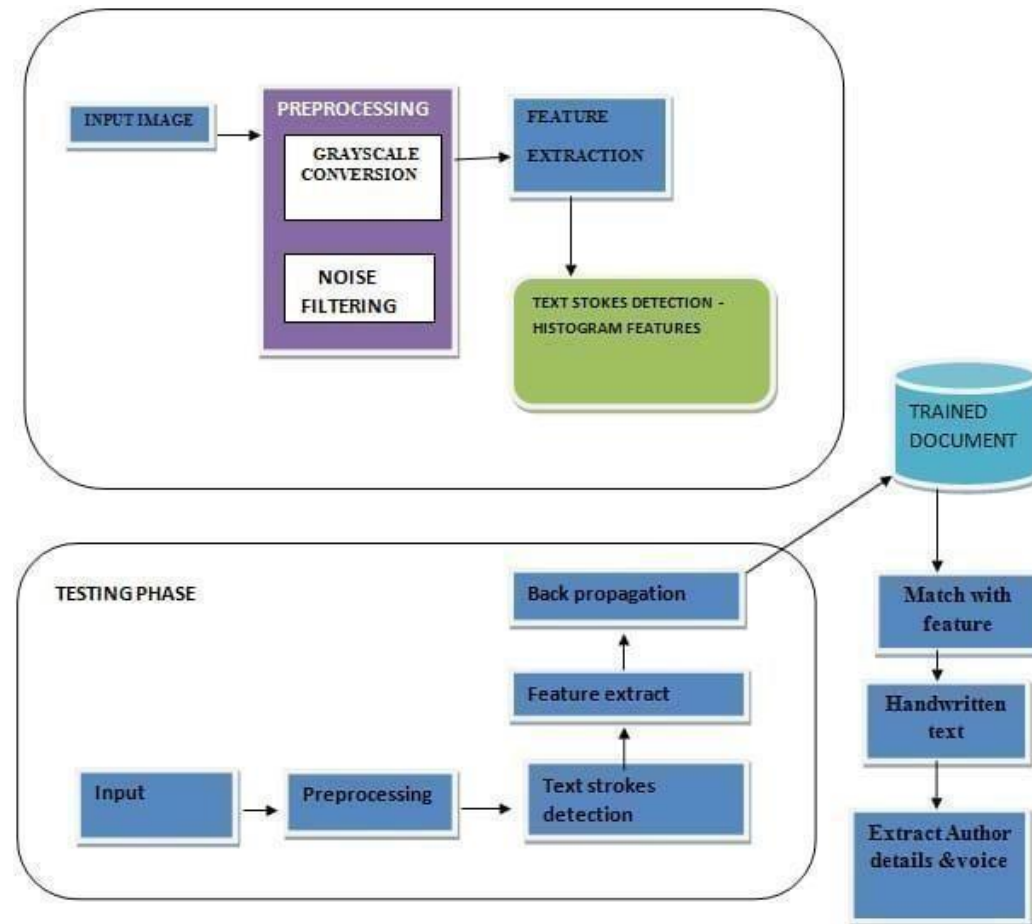 INPUT IMAGE
PREPROCESSING
GRAYSCALE
CONVERSION
NOISE
FILTERING
FEATURE
EXTRACTION
TEXT STOKES DETECTION -
HISTOGRAM FEATURES
TRAINED
DOCUMENT
TESTING PHASE
Input
Preprocessing
Text strokes
detection
Feature extract
Back propagation
Match with
feature
Handwritten
text
Extract Author
details &voice